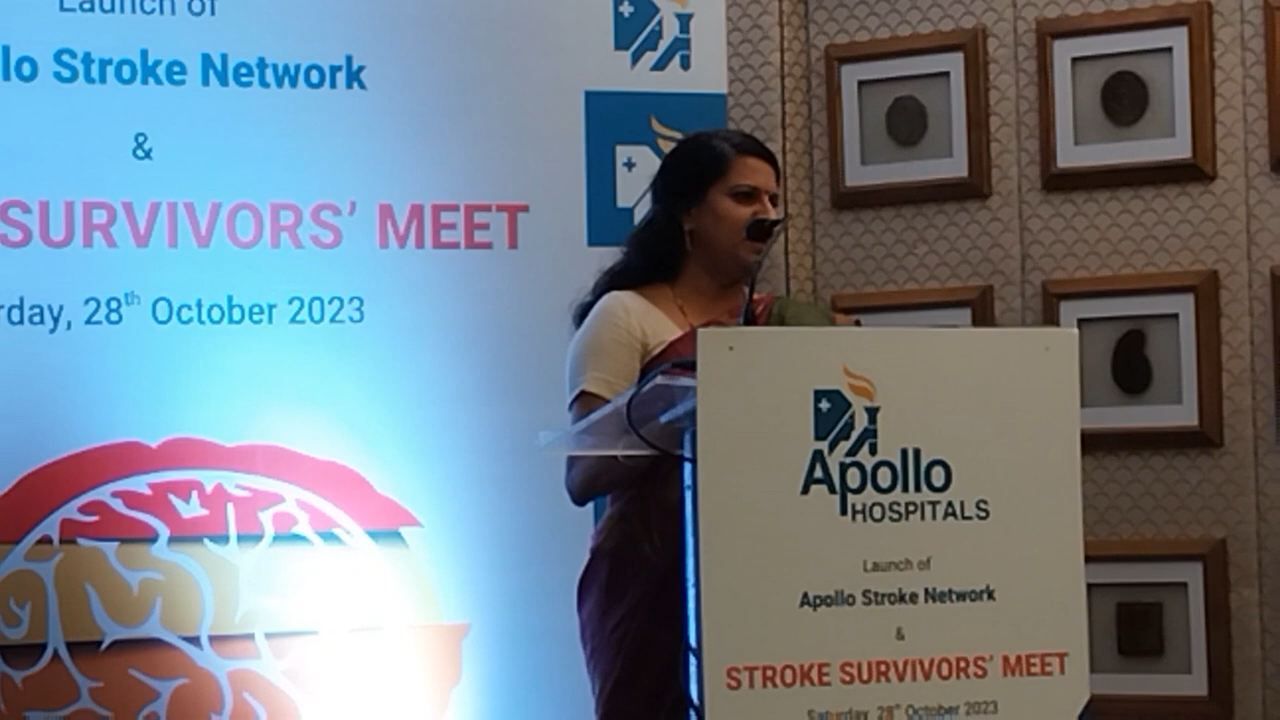 Launch of
lo Stroke Network
&
SURVIVORS' MEET
rday, 28th October 2023
Apollo
HOSPITALS
Launch of
Apollo Stroke Network
&
STROKE SURVIVORS' MEET
Saturday, 28th October 2023